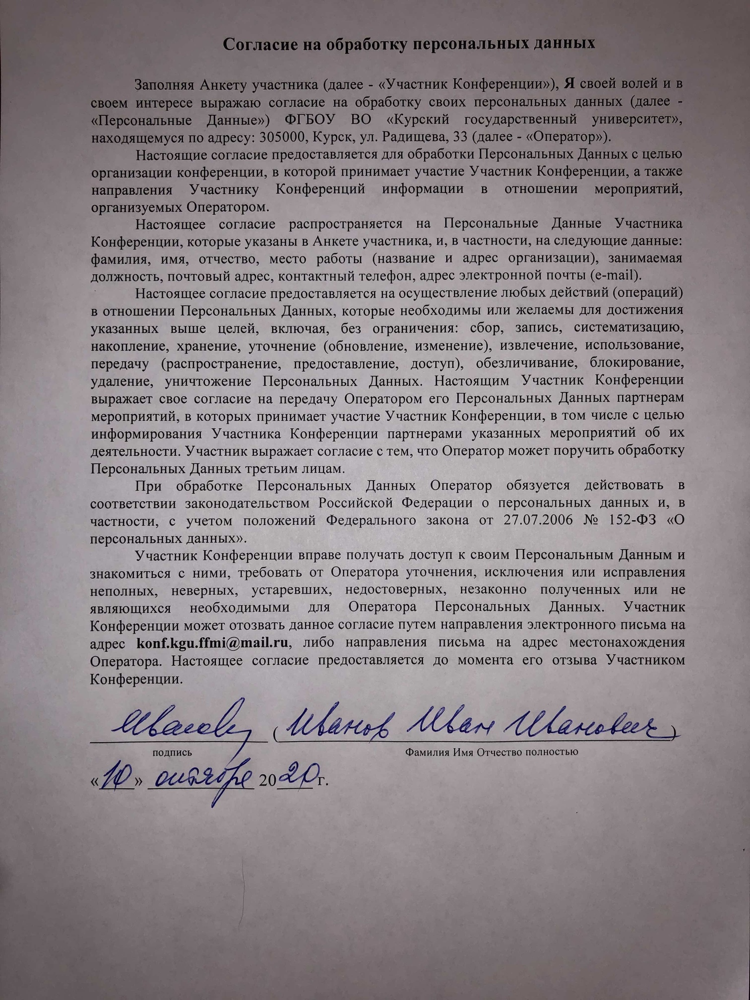 Согласие на обработку персональных данных
Заполняя Анкету участника (далее - «Участник Конференции»), Я своей волей и в
своем интересе выражаю согласие на обработку своих персональных данных (далее -
«Персональные Данные») ФГБОУ ВО «Курский государственный университет»,
находящемуся по адресу: 305000, Курск, ул. Радищева, 33 (далее - «Оператор»).
Настоящие согласие предоставляется для обработки Персональных Данных с целью
организации конференции, в которой принимает участие Участник Конференции, а также
направления Участнику Конференций информации в отношении мероприятий,
организуемых Оператором.
Настоящее согласие распространяется на Персональные Данные Участника
Конференции, которые указаны в Анкете участника, и, в частности, на следующие данные:
фамилия, имя, отчество, место работы (название и адрес организации), занимаемая
должность, почтовый адрес, контактный телефон, адрес электронной почты (e-mail).
Настоящее согласие предоставляется на осуществление любых действий (операций)
в отношении Персональных Данных, которые необходимы или желаемы для достижения
указанных выше целей, включая, без ограничения: сбор, запись, систематизацию,
накопление, хранение, уточнение (обновление, изменение), извлечение, использование,
передачу (распространение, предоставление, доступ), обезличивание, блокирование,
удаление, уничтожение Персональных Данных. Настоящим Участник Конференции
выражает свое согласие на передачу Оператором его Персональных Данных партнерам
мероприятий, в которых принимает участие Участник Конференции, в том числе с целью
информирования Участника Конференции партнерами указанных мероприятий об их
деятельности. Участник выражает согласие с тем, что Оператор может поручить обработку
Персональных Данных третьим лицам.
При обработке Персональных Данных Оператор обязуется действовать в
соответствии законодательством Российской Федерации о персональных данных и, в
частности, с учетом положений Федерального закона от 27.07.2006 № 152-ФЗ «О
персональных данных».
Участник Конференции вправе получать доступ к своим Персональным Данным и
знакомиться с ними, требовать от Оператора уточнения, исключения или исправления
неполных, неверных, устаревших, недостоверных, незаконно полученных или не
являющихся необходимыми для Оператора Персональных Данных. Участник
Конференции может отозвать данное согласие путем направления электронного письма на
адрес konf.kgu.ffmi@mail.ru, либо направления письма на адрес местонахождения
Оператора. Настоящее согласие предоставляется до момента его отзыва Участником
Конференции.
Иванов (Иванов Иван Иванович)
подпись Фамилия Имя Отчество полностью
«10» октября 2020 г.